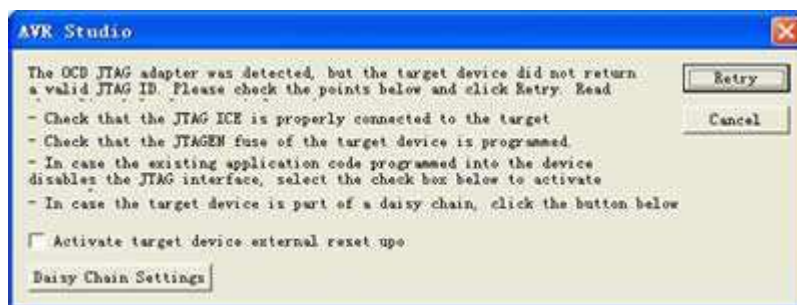 AVR Studio
The OCD JTAG adapter was detected, but the target device did not return
a valid JTAG ID. Please check the points below and click Retry. Read
- Check that the JTAG ICE is properly connected to the target
- Check that the JTAGEN fuse of the target device is programmed.
- In case the existing application code programmed into the device
disables the JTAG interface, select the check box below to activate
- In case the target device is part of a daisy chain, click the button below
Activate target device external reset upo
Daisy Chain Settings
Retry
Cancel